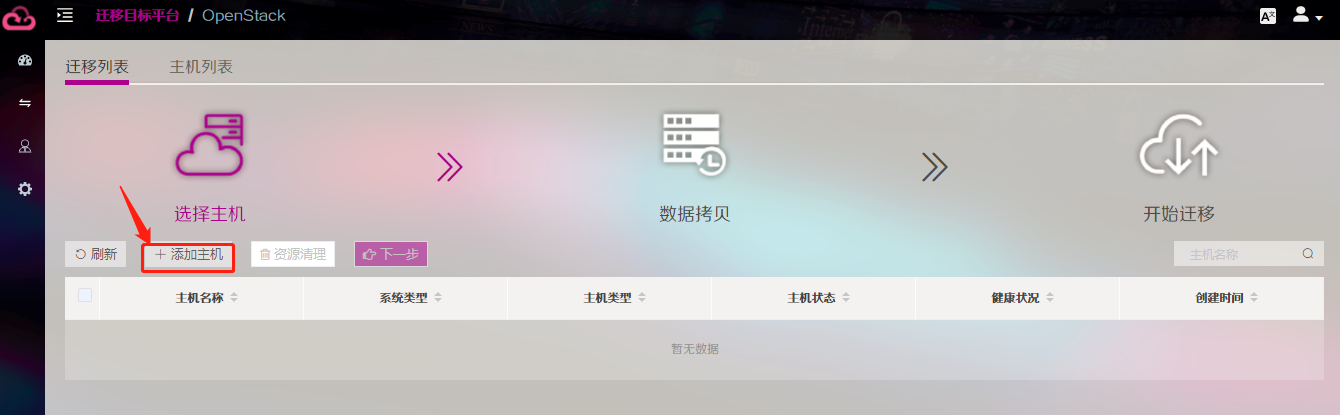 迁移目标平台 / OpenStack
迁移列表 主机列表
选择主机 数据拷贝 开始迁移
刷新 添加主机 资源清理 下一步 主机名称
主机名称 系统类型 主机类型 主机状态 健康状况 创建时间
暂无数据